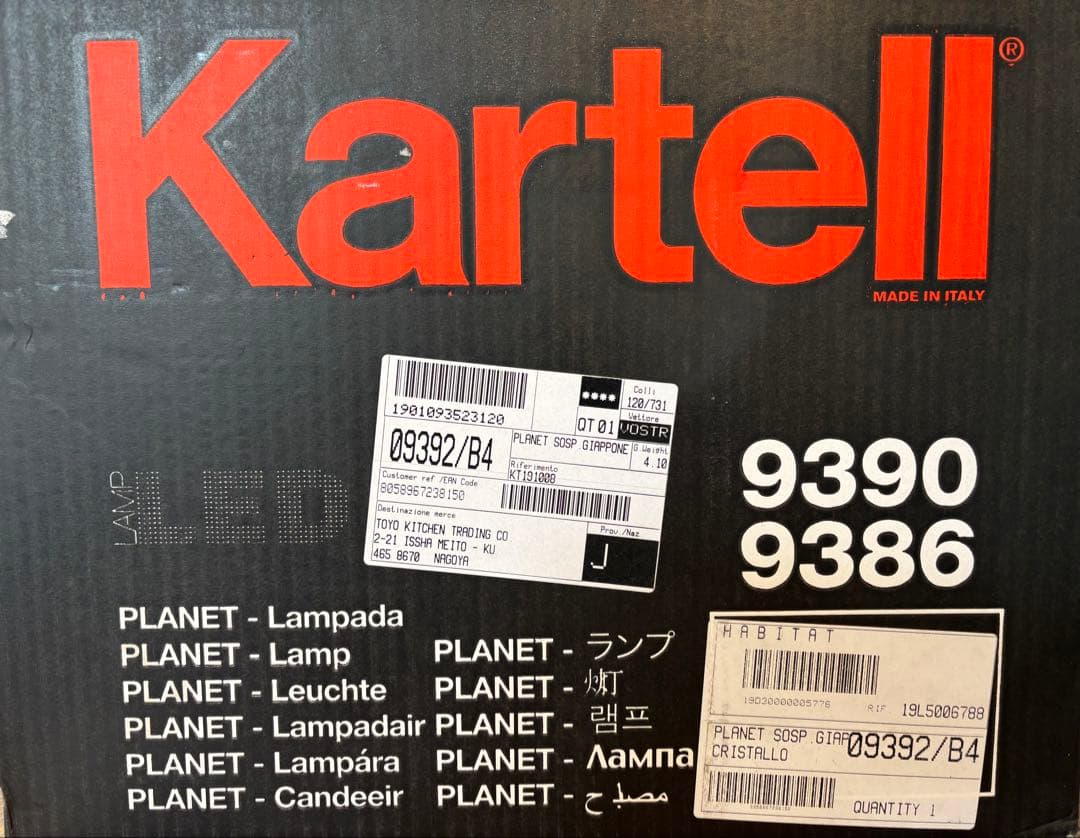 Kartell®
MADE IN ITALY
1901093523120
****
Colli
120/731
QT 01
Vettore
VOSTR
09392/B4
PLANET SOSP.GIAPPONE
G.Weight
4.10
Riferimento
KT191008
Customer ref /EAN Code
8058967238150
Destinazione merce
TOYO KITCHEN TRADING CO
2-21 ISSHA MEITO - KU
465 8670 NAGOYA
Prov./Naz
J
LAMP
LED
9390
9386
PLANET - Lampada
PLANET - Lamp
PLANET - Leuchte
PLANET - Lampadair
PLANET - Lampára
PLANET - Candeeir
PLANET - ランプ
PLANET - 灯
PLANET - 램프
PLANET - Лампа
PLANET - مصباح
HABITAT
19D30000005776
RIF 19L5006788
PLANET SOSP.GIAP
CRISTALLO
09392/B4
QUANTITY 1